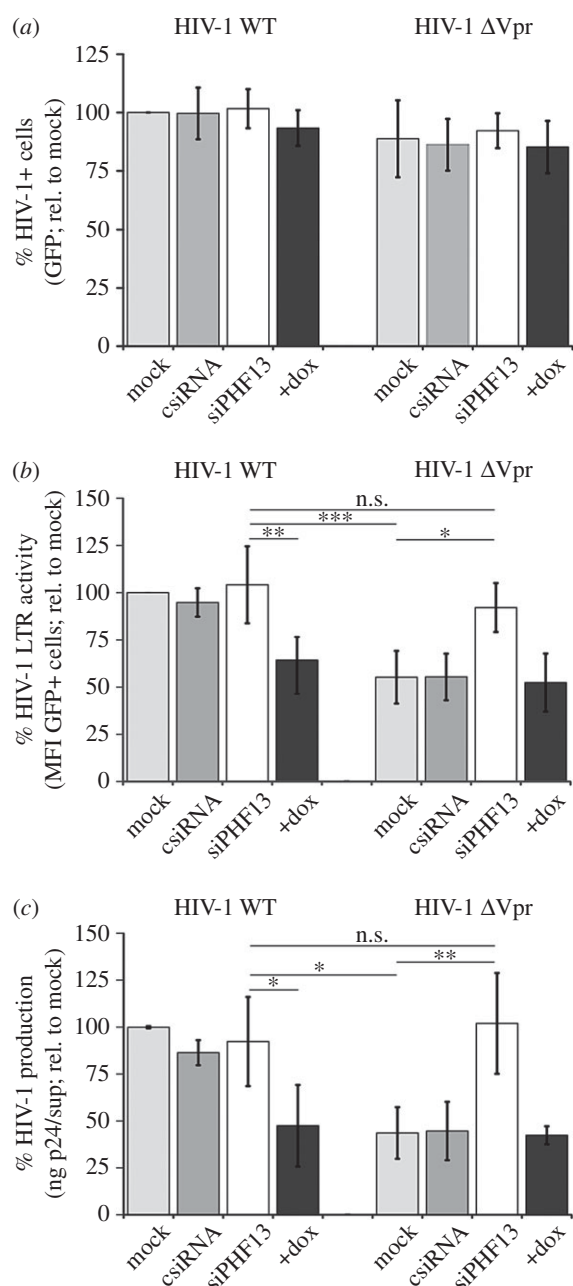 (a)
HIV-1 WT HIV-1 ΔVpr
% HIV-1+ cells
(GFP; rel. to mock)
125
100
75
50
25
0
mock csiRNA siPHF13 +dox mock csiRNA siPHF13 +dox
(b)
HIV-1 WT HIV-1 ΔVpr
% HIV-1 LTR activity
(MFI GFP+ cells; rel. to mock)
150
125
100
75
50
25
0
n.s.
***
** *
mock csiRNA siPHF13 +dox mock csiRNA siPHF13 +dox
(c)
HIV-1 WT HIV-1 ΔVpr
% HIV-1 production
(ng p24/sup; rel. to mock)
150
125
100
75
50
25
0
n.s.
* **
*
mock csiRNA siPHF13 +dox mock csiRNA siPHF13 +dox